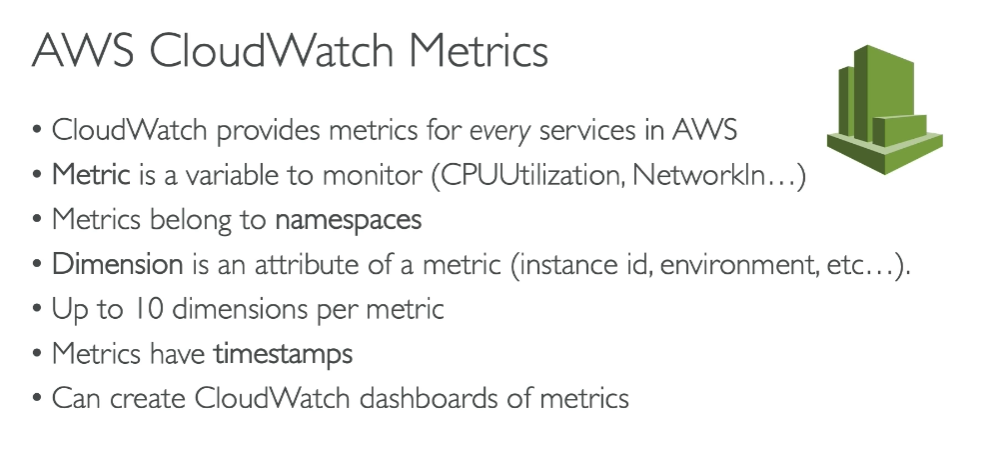 AWS CloudWatch Metrics
• CloudWatch provides metrics for every services in AWS
• Metric is a variable to monitor (CPUUtilization, NetworkIn…)
• Metrics belong to namespaces
• Dimension is an attribute of a metric (instance id, environment, etc…).
• Up to 10 dimensions per metric
• Metrics have timestamps
• Can create CloudWatch dashboards of metrics